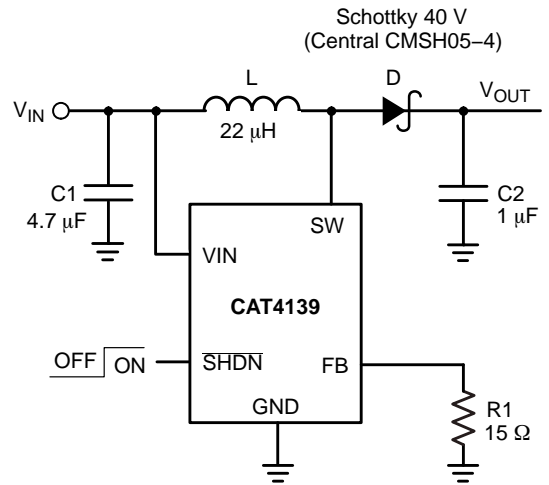 Schottky 40 V
(Central CMSH05–4)
L
D
VIN
VOUT
22 μH
C1
4.7 μF
C2
1 μF
SW
VIN
CAT4139
OFF
ON
SHDN
FB
GND
R1
15 Ω